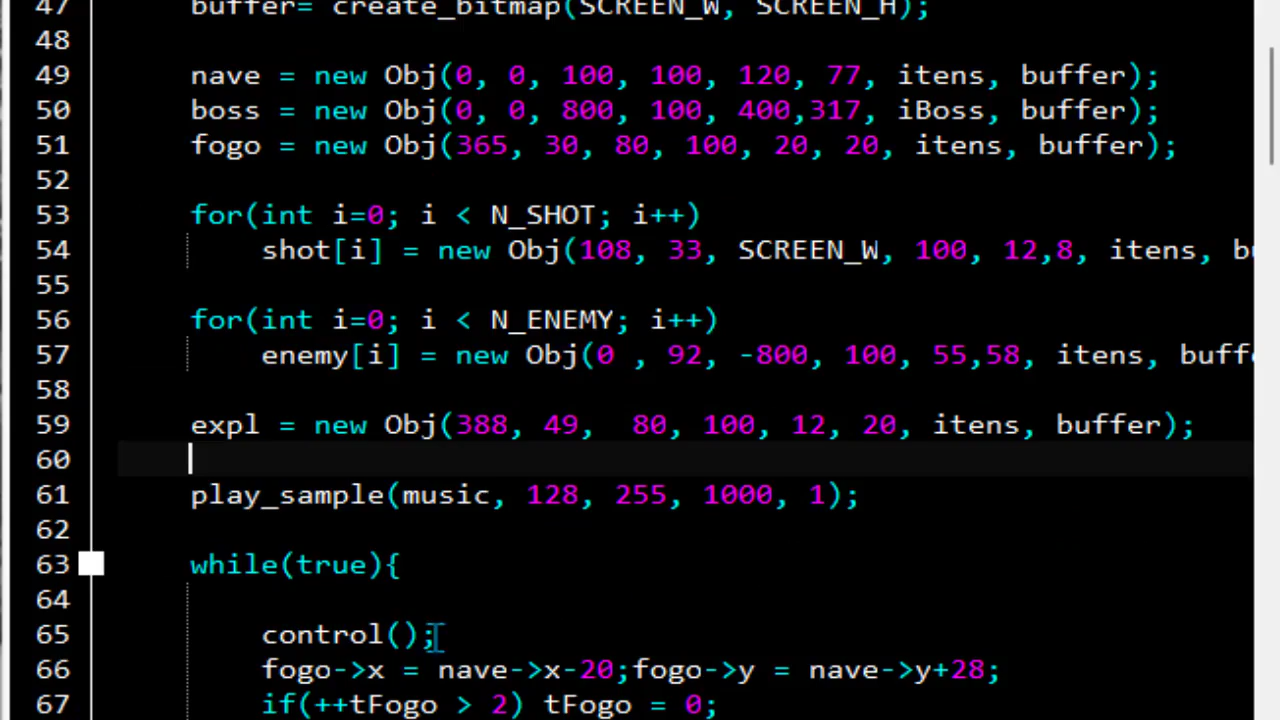 47 buffer= create_bitmap(SCREEN_W, SCREEN_H);
48
49 nave = new Obj(0, 0, 100, 100, 120, 77, itens, buffer);
50 boss = new Obj(0, 0, 800, 100, 400,317, iBoss, buffer);
51 fogo = new Obj(365, 30, 80, 100, 20, 20, itens, buffer);
52
53 for(int i=0; i < N_SHOT; i++)
54 shot[i] = new Obj(108, 33, SCREEN_W, 100, 12,8, itens, bu
55
56 for(int i=0; i < N_ENEMY; i++)
57 enemy[i] = new Obj(0 , 92, -800, 100, 55,58, itens, buff
58
59 expl = new Obj(388, 49,  80, 100, 12, 20, itens, buffer);
60
61 play_sample(music, 128, 255, 1000, 1);
62
63 while(true){
64
65 control();
66 fogo->x = nave->x-20;fogo->y = nave->y+28;
67 if(++tFogo > 2) tFogo = 0;